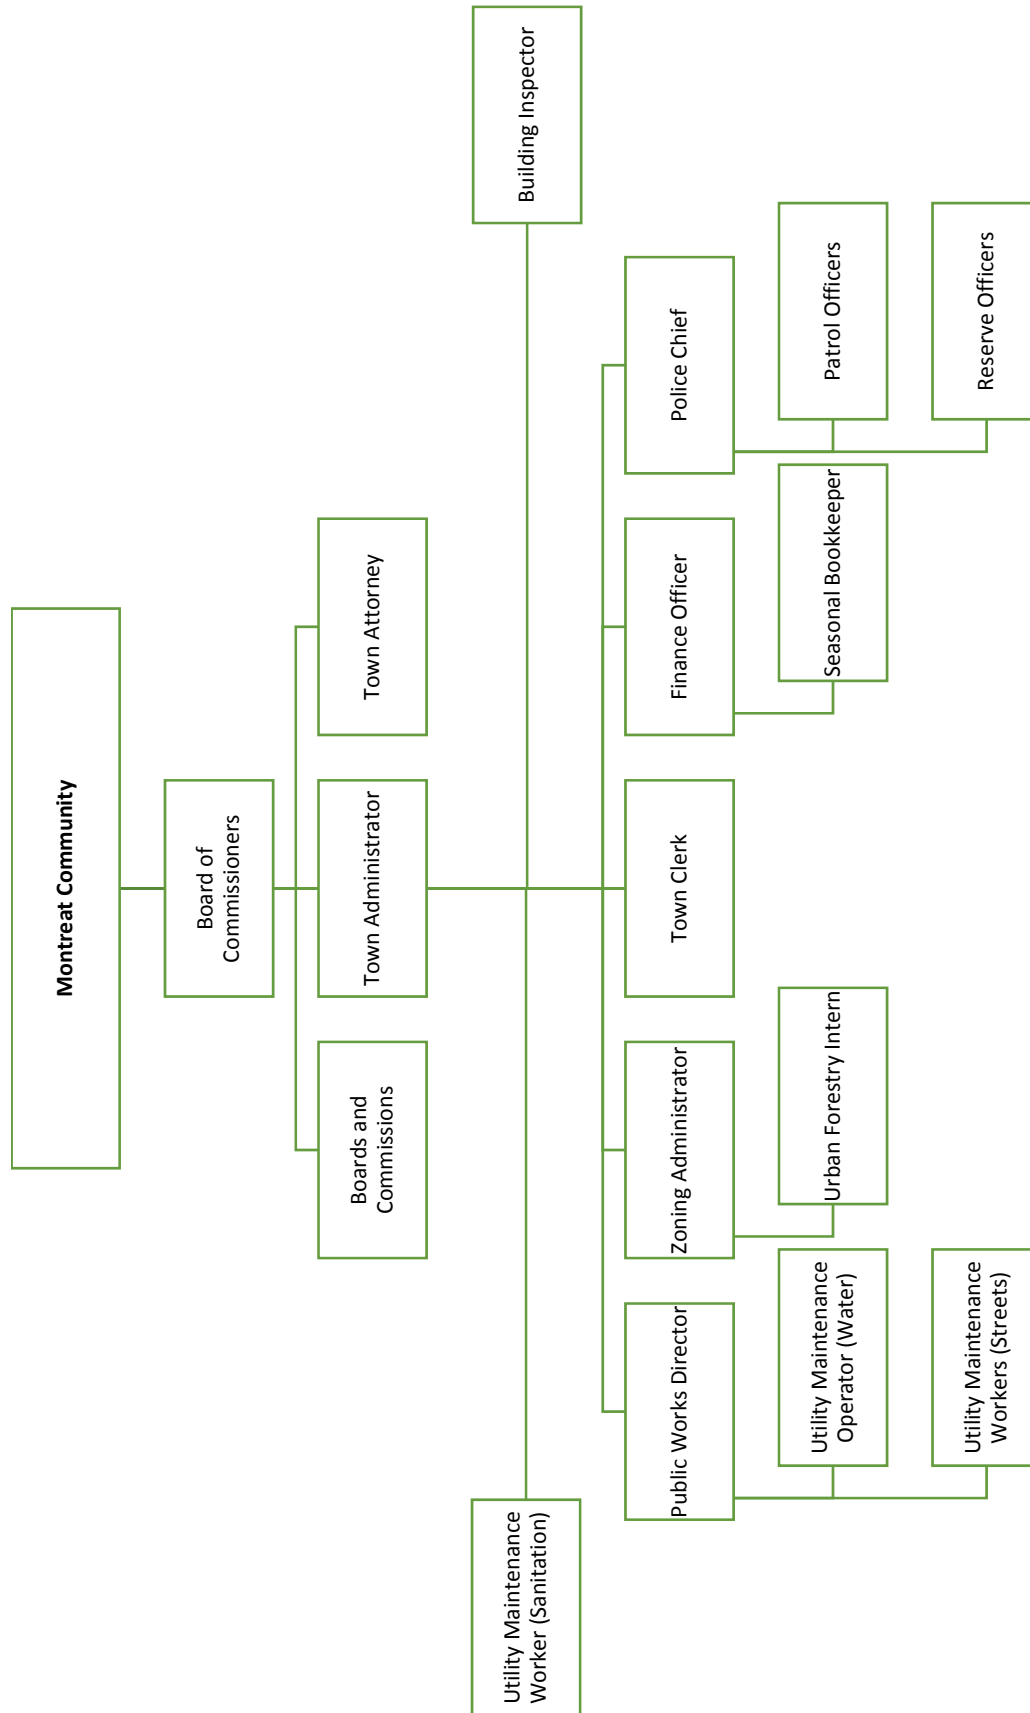 Montreat Community
Board of
Commissioners
Boards and
Commissions
Town Administrator
Town Attorney
Utility Maintenance
Worker (Sanitation)
Building Inspector
Public Works Director
Zoning Administrator
Town Clerk
Finance Officer
Police Chief
Utility Maintenance
Operator (Water)
Urban Forestry Intern
Seasonal Bookkeeper
Patrol Officers
Utility Maintenance
Workers (Streets)
Reserve Officers